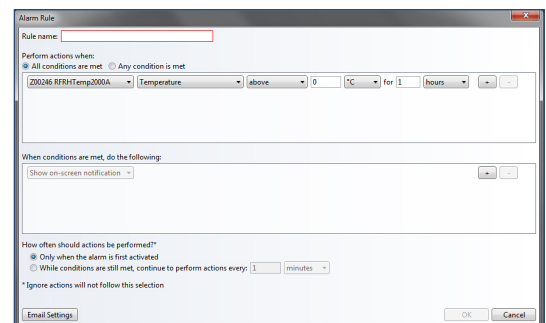 Alarm Rule
Rule name:
Perform actions when:
All conditions are met Any condition is met
Z00246 RFRHTemp2000A Temperature above 0 °C for 1 hours + -
When conditions are met, do the following:
Show on-screen notification + -
How often should actions be performed?*
Only when the alarm is first activated
While conditions are still met, continue to perform actions every: 1 minutes
* Ignore actions will not follow this selection
Email Settings OK Cancel